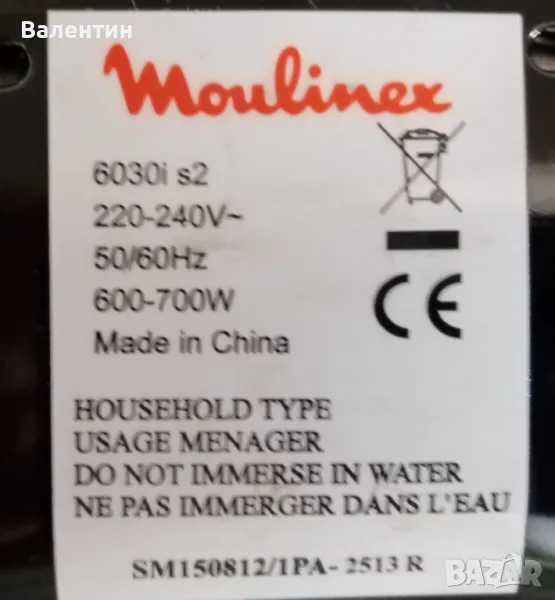 Валентин
Moulinex
6030i s2
220-240V~
50/60Hz
600-700W
Made in China
CE
HOUSEHOLD TYPE
USAGE MENAGER
DO NOT IMMERSE IN WATER
NE PAS IMMERGER DANS L'EAU
SM150812/1PA- 2513 R
BAZAR